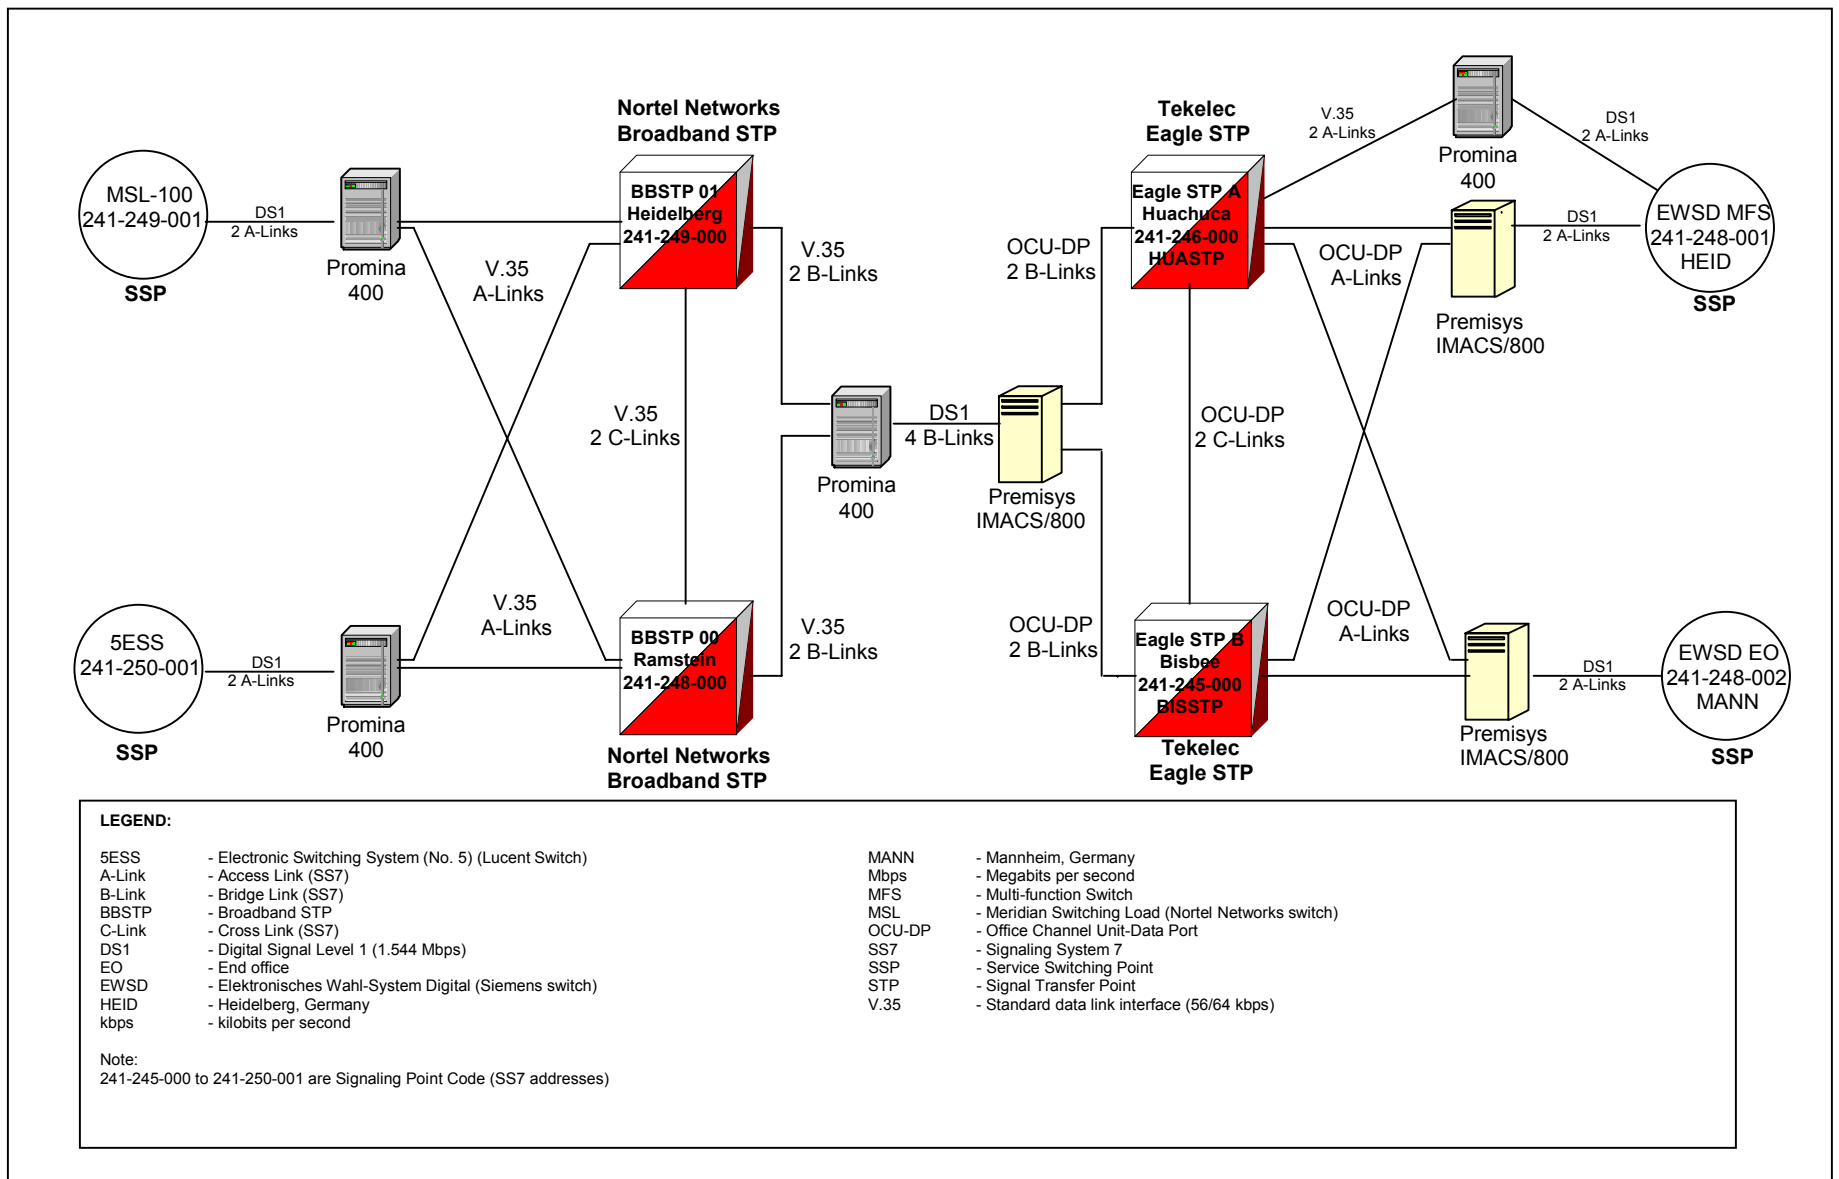 Nortel Networks
Broadband STP
Tekelec
Eagle STP
V.35
2 A-Links
DS1
2 A-Links
Promina
400
MSL-100
241-249-001
SSP
DS1
2 A-Links
Promina
400
V.35
A-Links
BBSTP 01
Heidelberg
241-249-000
V.35
2 B-Links
OCU-DP
2 B-Links
Eagle STP A
Huachuca
241-246-000
HUASTP
OCU-DP
A-Links
DS1
2 A-Links
EWSD MFS
241-248-001
HEID
SSP
Premisys
IMACS/800
V.35
2 C-Links
Promina
400
DS1
4 B-Links
Premisys
IMACS/800
OCU-DP
2 C-Links
5ESS
241-250-001
SSP
DS1
2 A-Links
Promina
400
V.35
A-Links
BBSTP 00
Ramstein
241-248-000
Nortel Networks
Broadband STP
V.35
2 B-Links
OCU-DP
2 B-Links
Eagle STP B
Bisbee
241-245-000
BISSTP
Tekelec
Eagle STP
OCU-DP
A-Links
Premisys
IMACS/800
DS1
2 A-Links
EWSD EO
241-248-002
MANN
SSP
LEGEND:
5ESS - Electronic Switching System (No. 5) (Lucent Switch)
A-Link - Access Link (SS7)
B-Link - Bridge Link (SS7)
BBSTP - Broadband STP
C-Link - Cross Link (SS7)
DS1 - Digital Signal Level 1 (1.544 Mbps)
EO - End office
EWSD - Elektronisches Wahl-System Digital (Siemens switch)
HEID - Heidelberg, Germany
kbps - kilobits per second
MANN - Mannheim, Germany
Mbps - Megabits per second
MFS - Multi-function Switch
MSL - Meridian Switching Load (Nortel Networks switch)
OCU-DP - Office Channel Unit-Data Port
SS7 - Signaling System 7
SSP - Service Switching Point
STP - Signal Transfer Point
V.35 - Standard data link interface (56/64 kbps)
Note:
241-245-000 to 241-250-001 are Signaling Point Code (SS7 addresses)